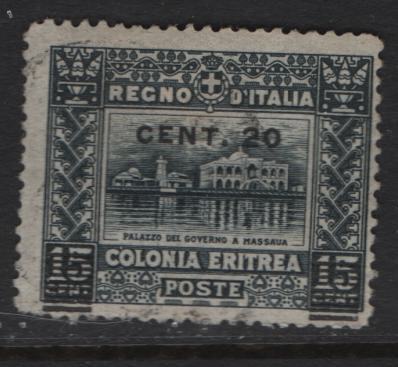 REGNO D'ITALIA
CENT. 20
PALAZZO DEL GOVERNO A MASSAUA
15 COLONIA ERITREA 15
CENT POSTE CENT